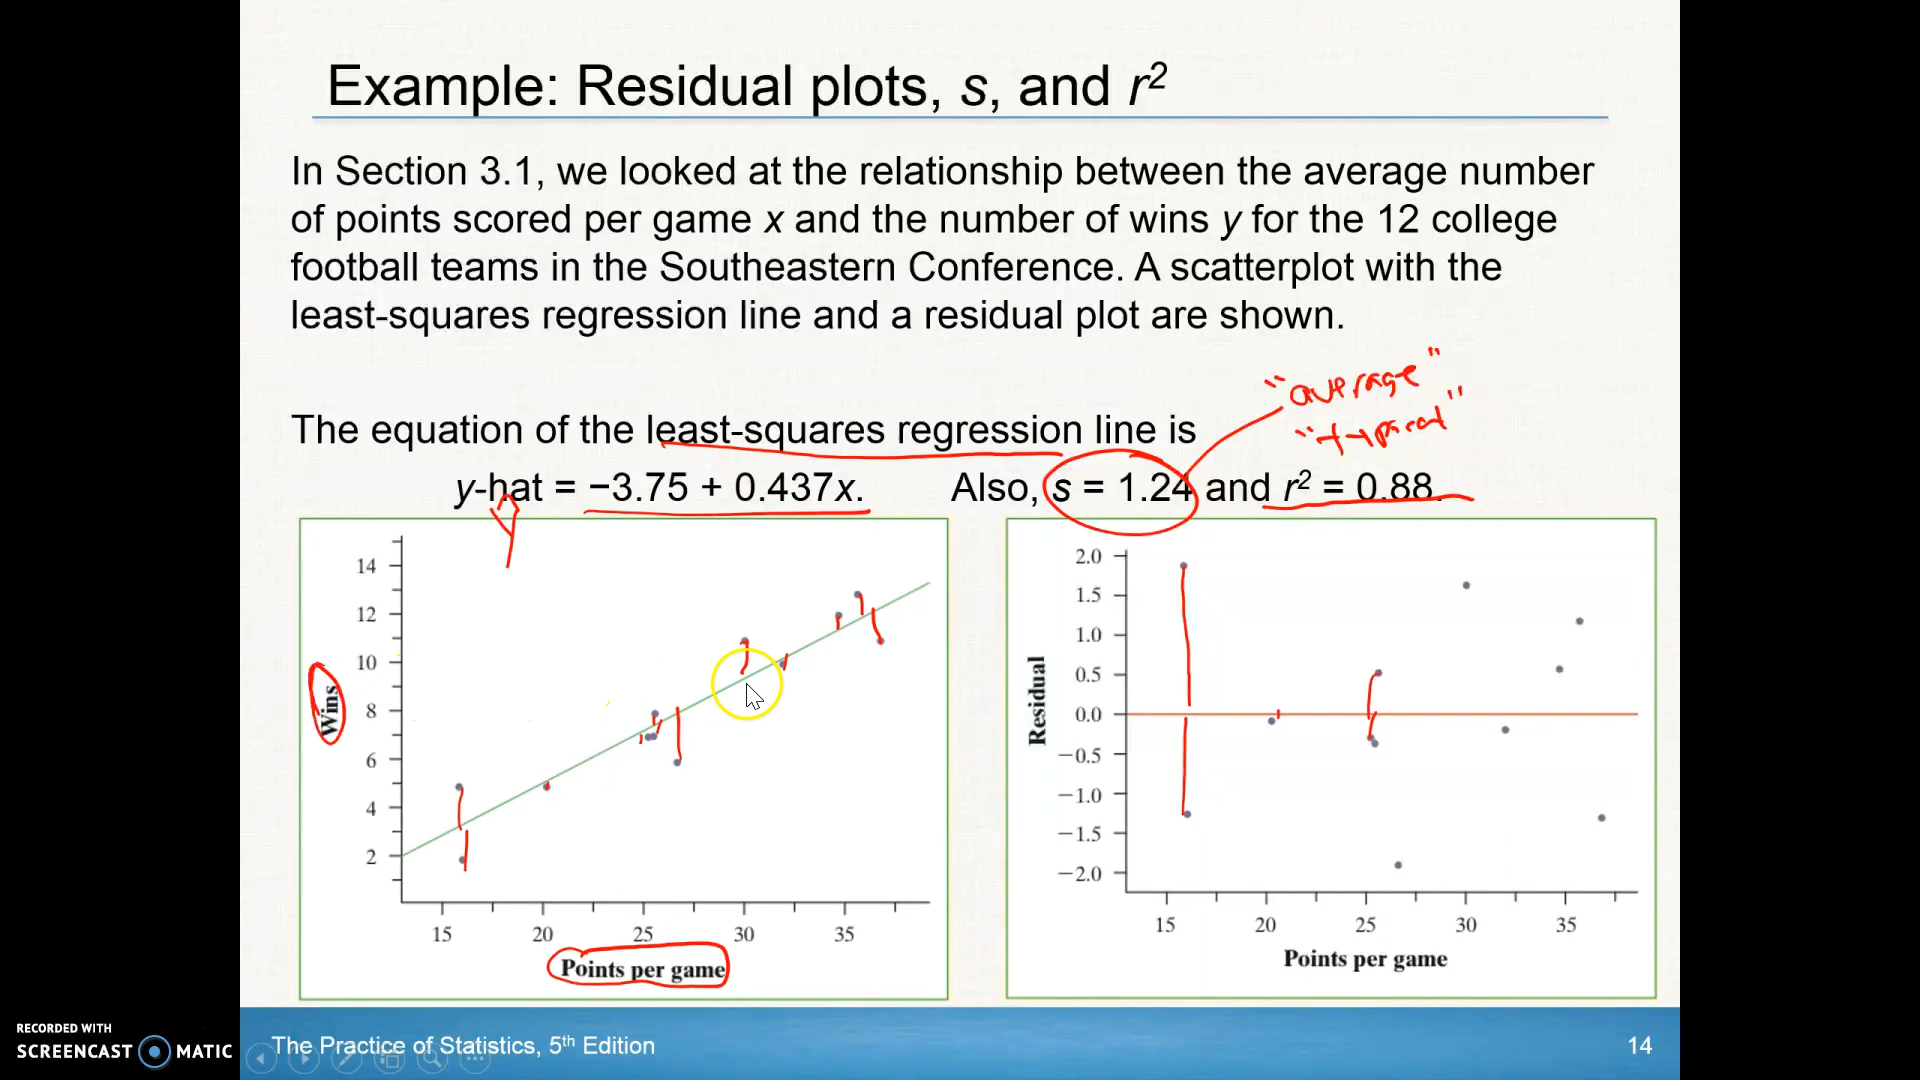 Example: Residual plots, s, and r²
In Section 3.1, we looked at the relationship between the average number
of points scored per game x and the number of wins y for the 12 college
football teams in the Southeastern Conference. A scatterplot with the
least-squares regression line and a residual plot are shown.
"average"
"typical"
The equation of the least-squares regression line is
y-hat = −3.75 + 0.437x. Also, s = 1.24 and r² = 0.88.
ŷ
14
12
10
8
6
4
2
Wins
15 20 25 30 35
Points per game
2.0
1.5
1.0
0.5
0.0
−0.5
−1.0
−1.5
−2.0
Residual
15 20 25 30 35
Points per game
RECORDED WITH
SCREENCAST MATIC
The Practice of Statistics, 5th Edition
14